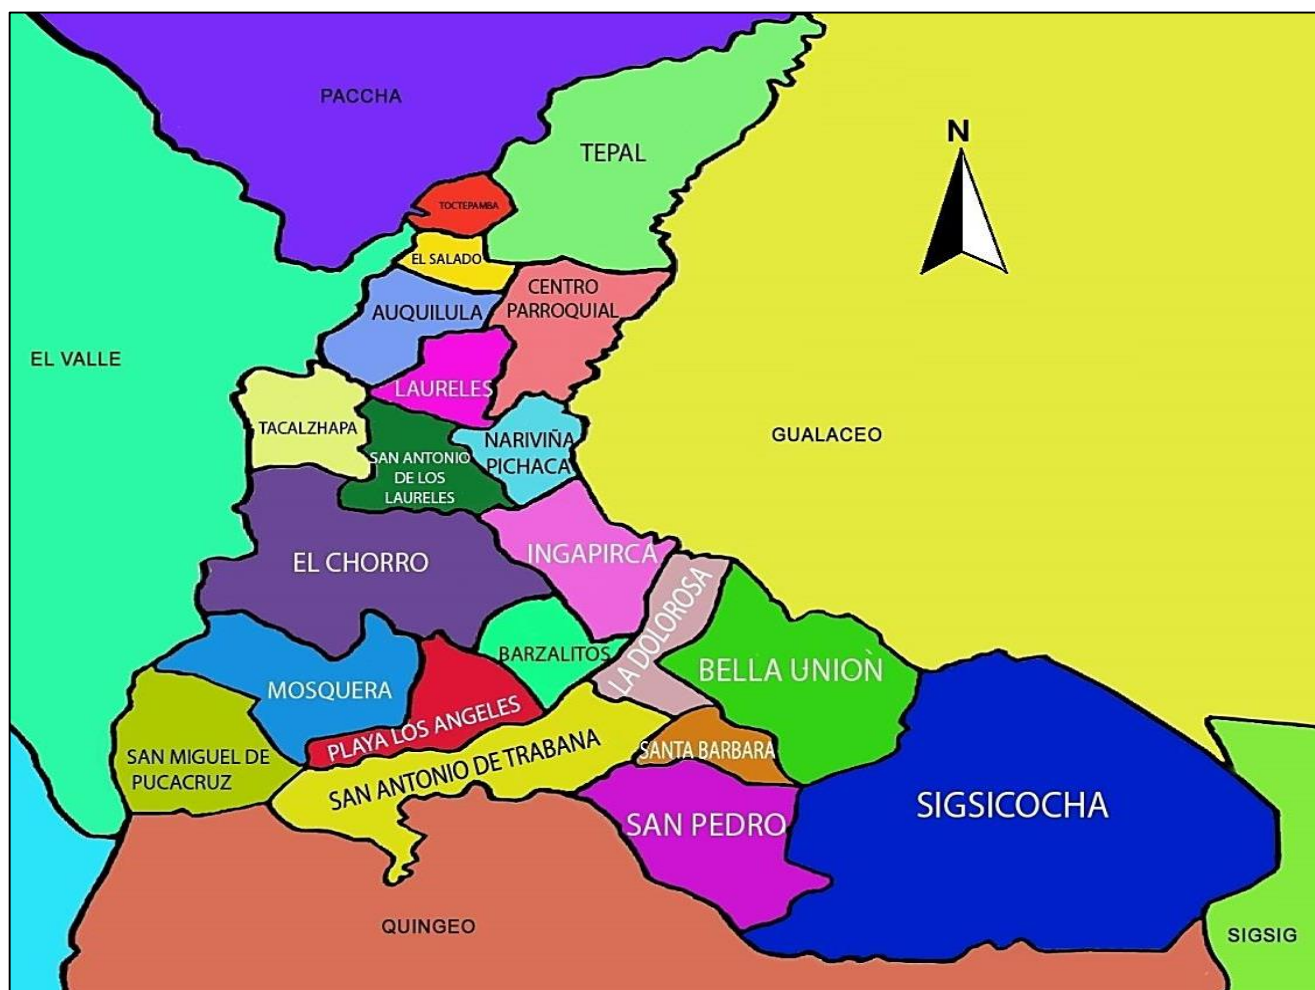 PACCHA
N
TEPAL
TOCTEPAMBA
EL SALADO
CENTRO
PARROQUIAL
AUQUILULA
EL VALLE
LAURELES
TACALZHAPA
GUALACEO
NARIVIÑA
PICHACA
SAN ANTONIO
DE LOS
LAURELES
INGAPIRCA
EL CHORRO
LA DOLOROSA
BARZALITOS
BELLA UNION
MOSQUERA
PLAYA LOS ANGELES
SAN MIGUEL DE
PUCACRUZ
SAN ANTONIO DE TRABANA
SANTA BARBARA
SIGSICOCHA
SAN PEDRO
QUINGEO
SIGSIG